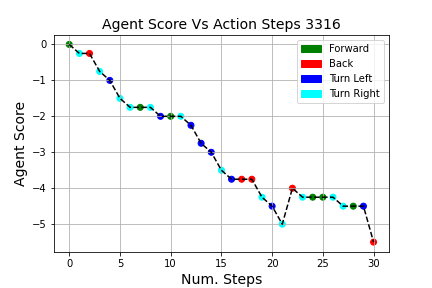 Agent Score Vs Action Steps 3316
Forward
Back
Turn Left
Turn Right
0
−1
−2
−3
−4
−5
Agent Score
0 5 10 15 20 25 30
Num. Steps